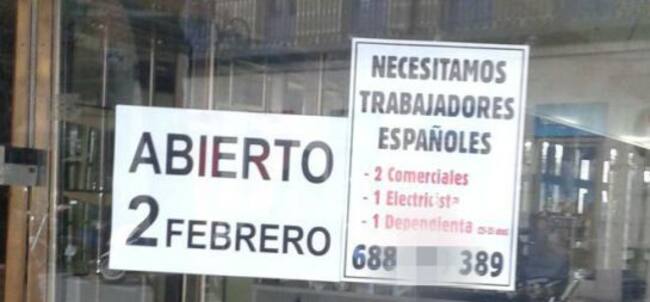 ABIERTO
2 FEBRERO
NECESITAMOS
TRABAJADORES
ESPAÑOLES
- 2 Comerciales
- 1 Electricista
- 1 Dependienta
688 389